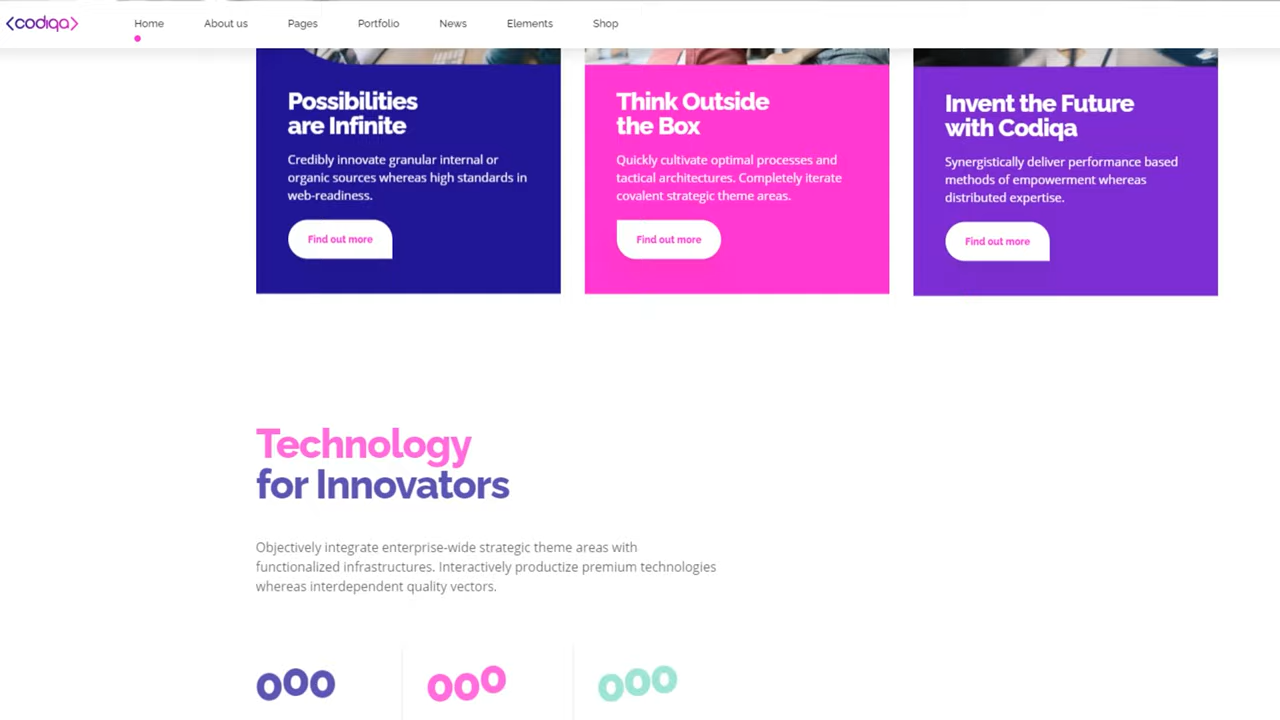 <codiqa>
Home About us Pages Portfolio News Elements Shop
Possibilities
are Infinite
Credibly innovate granular internal or
organic sources whereas high standards in
web-readiness.
Find out more
Think Outside
the Box
Quickly cultivate optimal processes and
tactical architectures. Completely iterate
covalent strategic theme areas.
Find out more
Invent the Future
with Codiqa
Synergistically deliver performance based
methods of empowerment whereas
distributed expertise.
Find out more
Technology
for Innovators
Objectively integrate enterprise-wide strategic theme areas with
functionalized infrastructures. Interactively productize premium technologies
whereas interdependent quality vectors.
000 000 000